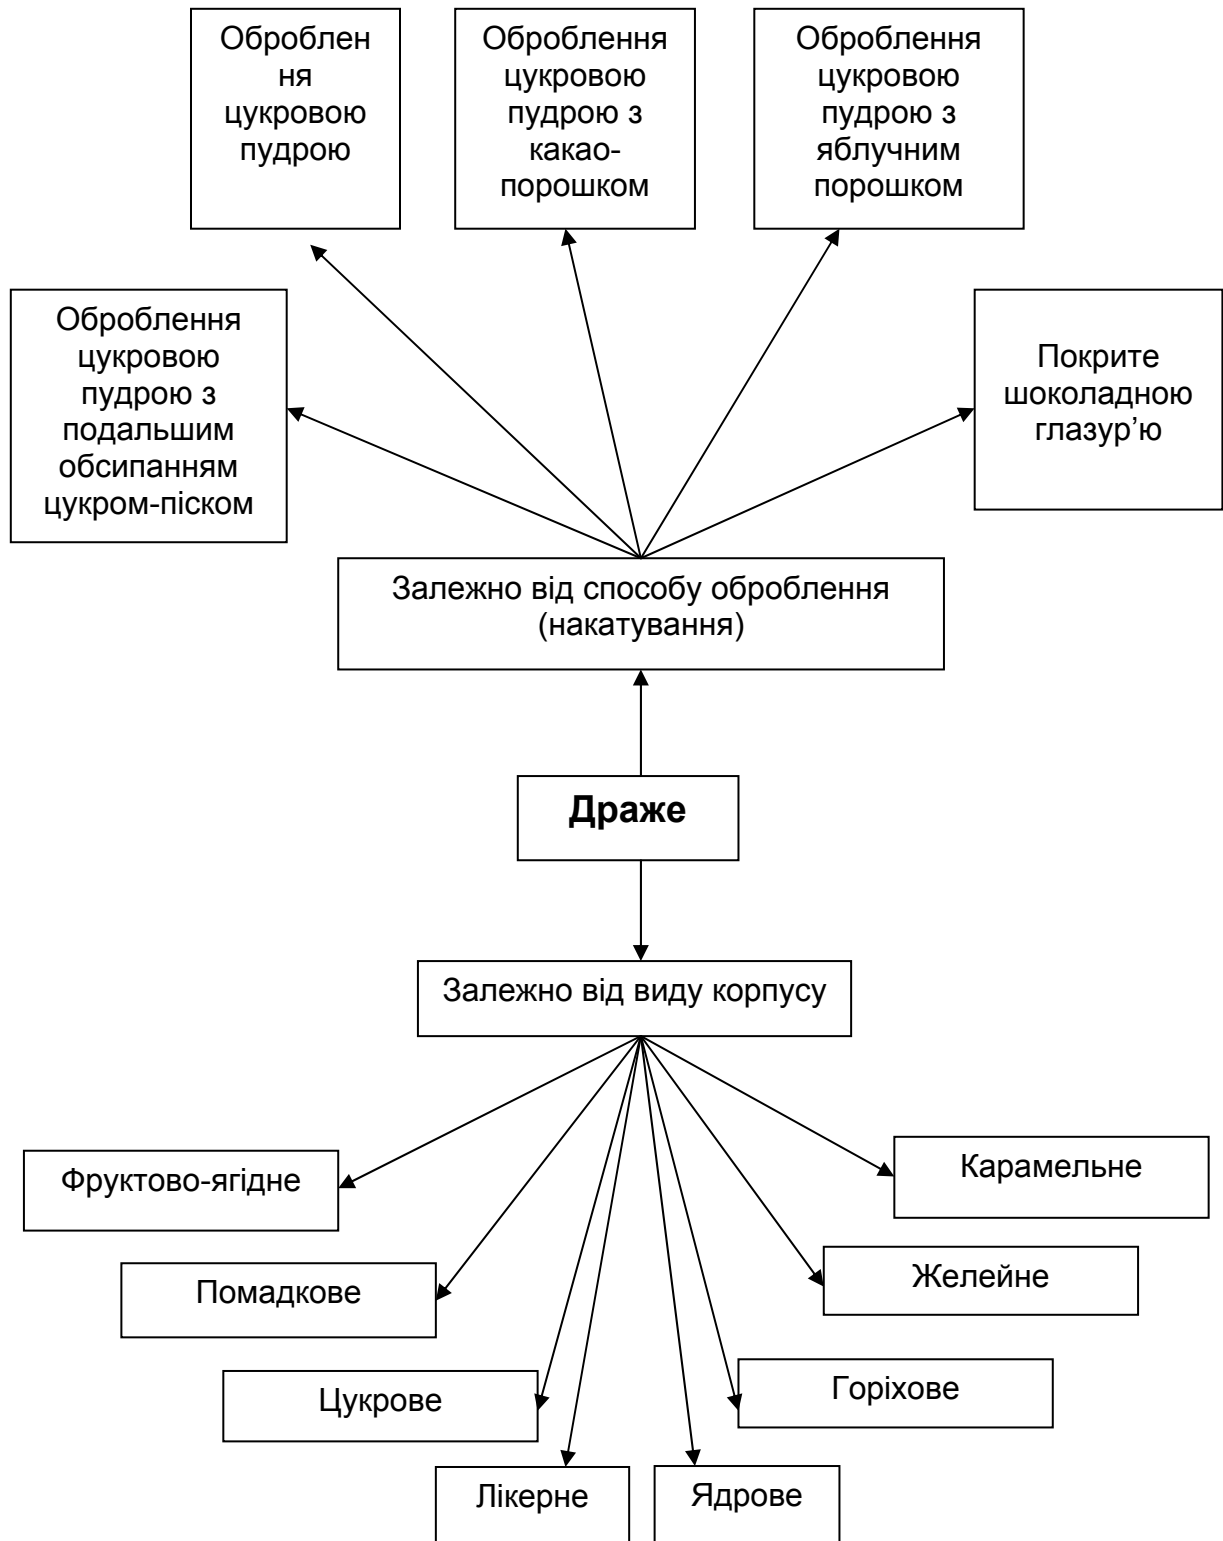 Оброблен
ня
цукровою
пудрою
Оброблення
цукровою
пудрою з
какао-
порошком
Оброблення
цукровою
пудрою з
яблучним
порошком
Оброблення
цукровою
пудрою з
подальшим
обсипанням
цукром-піском
Покрите
шоколадною
глазур’ю
Залежно від способу оброблення
(накатування)
Драже
Залежно від виду корпусу
Фруктово-ягідне
Карамельне
Помадкове
Желейне
Цукрове
Горіхове
Лікерне
Ядрове